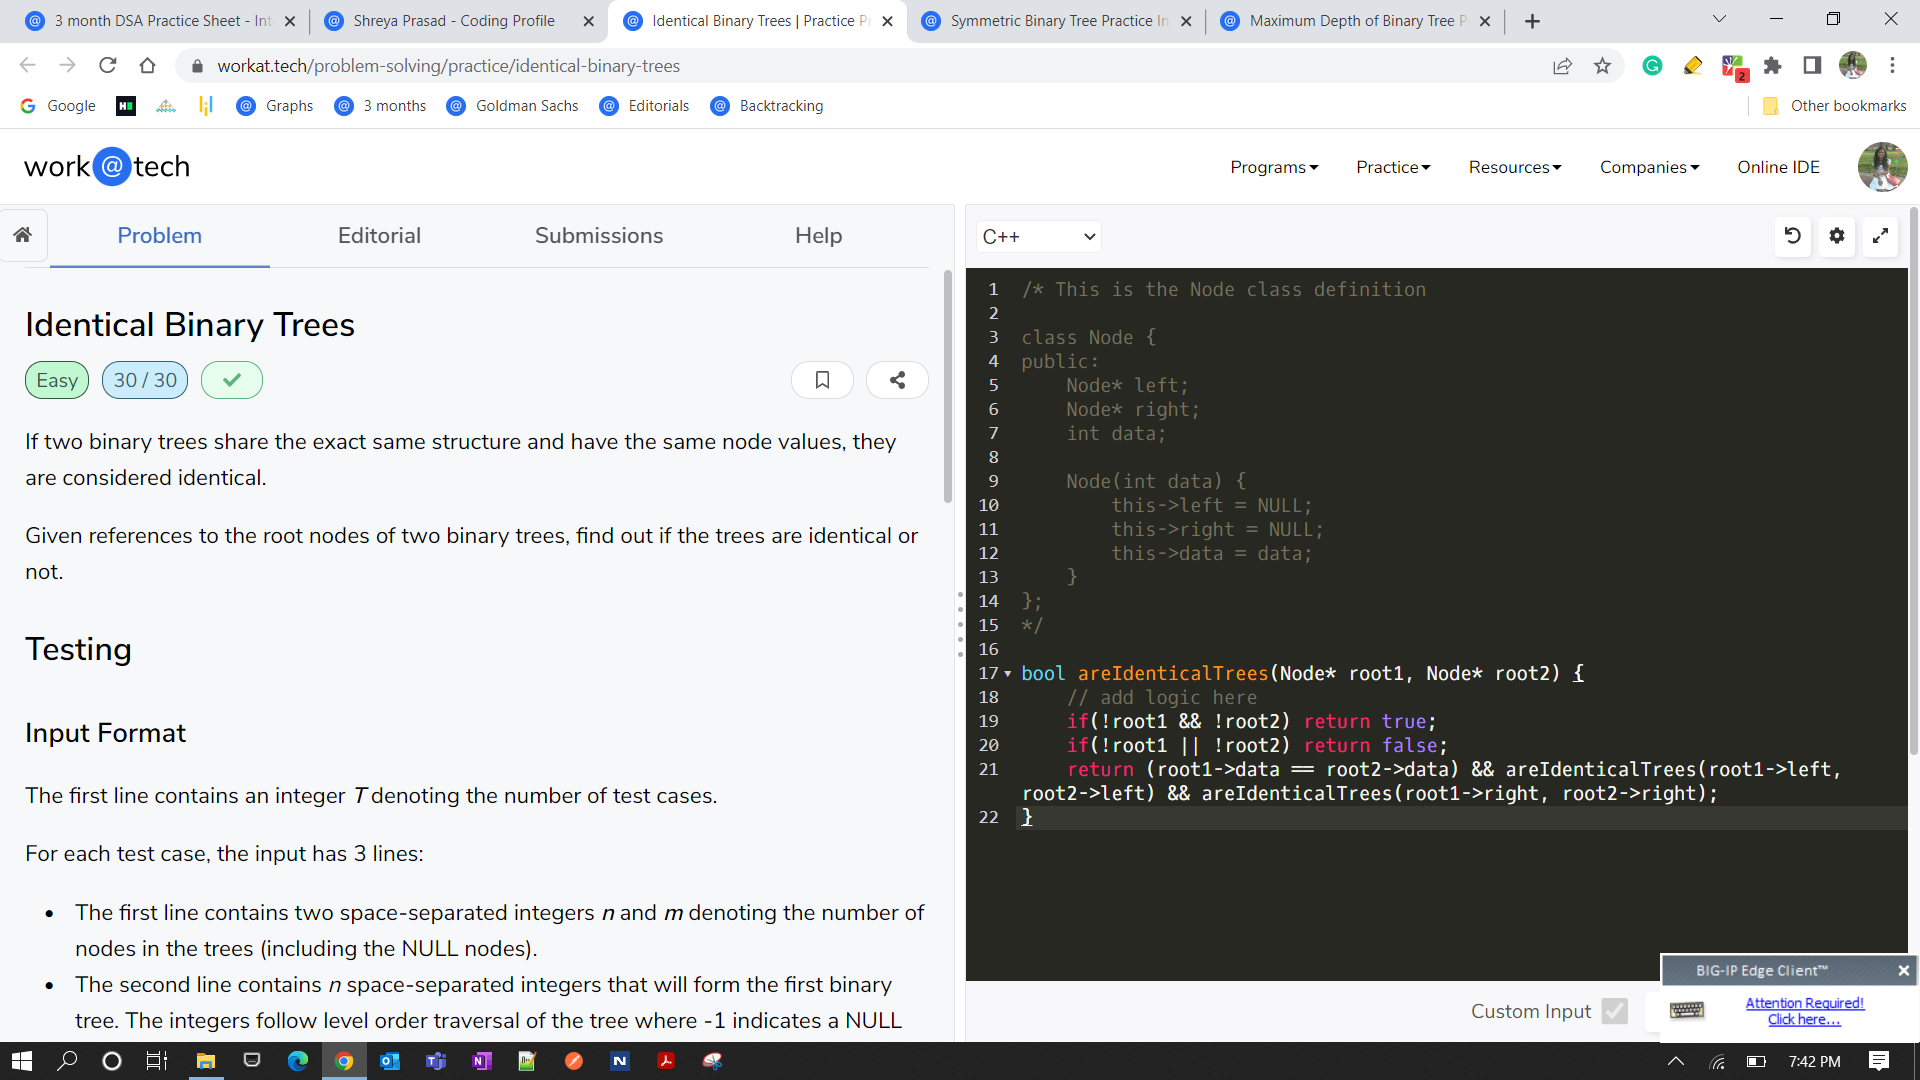 3 month DSA Practice Sheet - Int
Shreya Prasad - Coding Profile
Identical Binary Trees | Practice P
Symmetric Binary Tree Practice In
Maximum Depth of Binary Tree P
workat.tech/problem-solving/practice/identical-binary-trees
2
Google
Graphs
3 months
Goldman Sachs
Editorials
Backtracking
Other bookmarks
work@tech
Programs
Practice
Resources
Companies
Online IDE
Problem
Editorial
Submissions
Help
Identical Binary Trees
Easy
30 / 30
If two binary trees share the exact same structure and have the same node values, they
are considered identical.
Given references to the root nodes of two binary trees, find out if the trees are identical or
not.
Testing
Input Format
The first line contains an integer T denoting the number of test cases.
For each test case, the input has 3 lines:
• The first line contains two space-separated integers n and m denoting the number of
nodes in the trees (including the NULL nodes).
• The second line contains n space-separated integers that will form the first binary
tree. The integers follow level order traversal of the tree where -1 indicates a NULL
C++
1 /* This is the Node class definition
2
3 class Node {
4 public:
5     Node* left;
6     Node* right;
7     int data;
8
9     Node(int data) {
10         this->left = NULL;
11         this->right = NULL;
12         this->data = data;
13     }
14 };
15 */
16
17 bool areIdenticalTrees(Node* root1, Node* root2) {
18     // add logic here
19     if(!root1 && !root2) return true;
20     if(!root1 || !root2) return false;
21     return (root1->data == root2->data) && areIdenticalTrees(root1->left,
root2->left) && areIdenticalTrees(root1->right, root2->right);
22 }
Custom Input
BIG-IP Edge Client™
Attention Required!
Click here...
7:42 PM